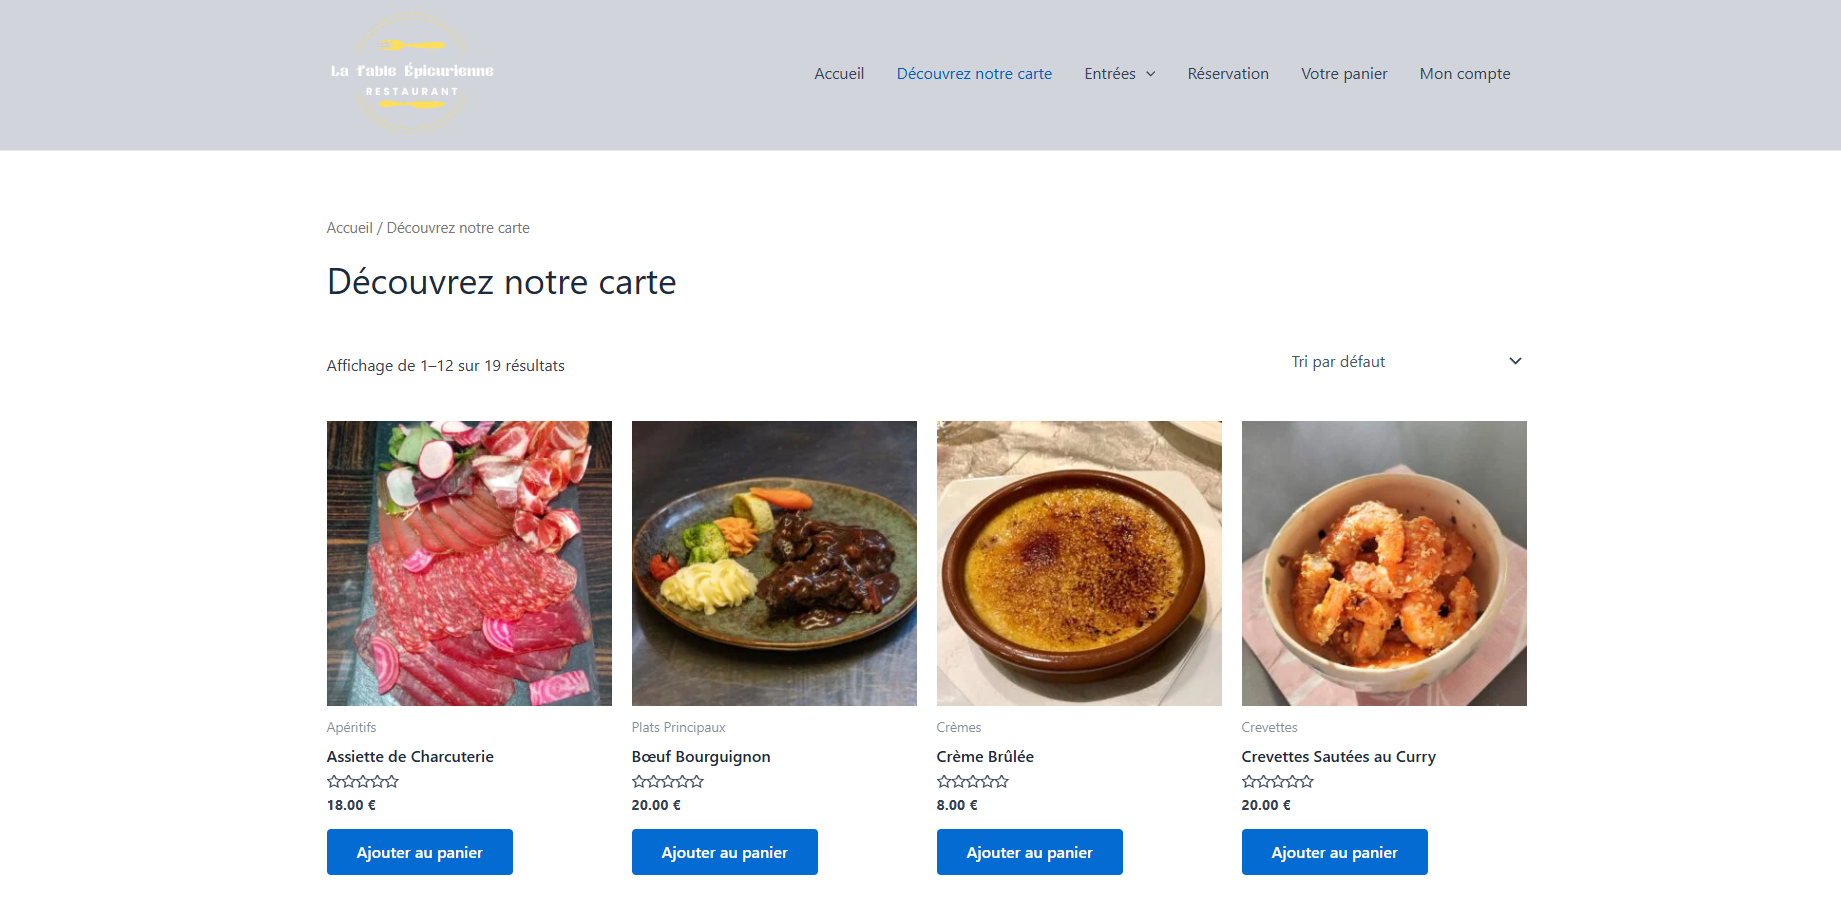 La Table Épicurienne
RESTAURANT
Accueil
Découvrez notre carte
Entrées
Réservation
Votre panier
Mon compte
Accueil / Découvrez notre carte
Découvrez notre carte
Affichage de 1–12 sur 19 résultats
Tri par défaut
Apéritifs
Assiette de Charcuterie
18.00 €
Ajouter au panier
Plats Principaux
Bœuf Bourguignon
20.00 €
Ajouter au panier
Crèmes
Crème Brûlée
8.00 €
Ajouter au panier
Crevettes
Crevettes Sautées au Curry
20.00 €
Ajouter au panier